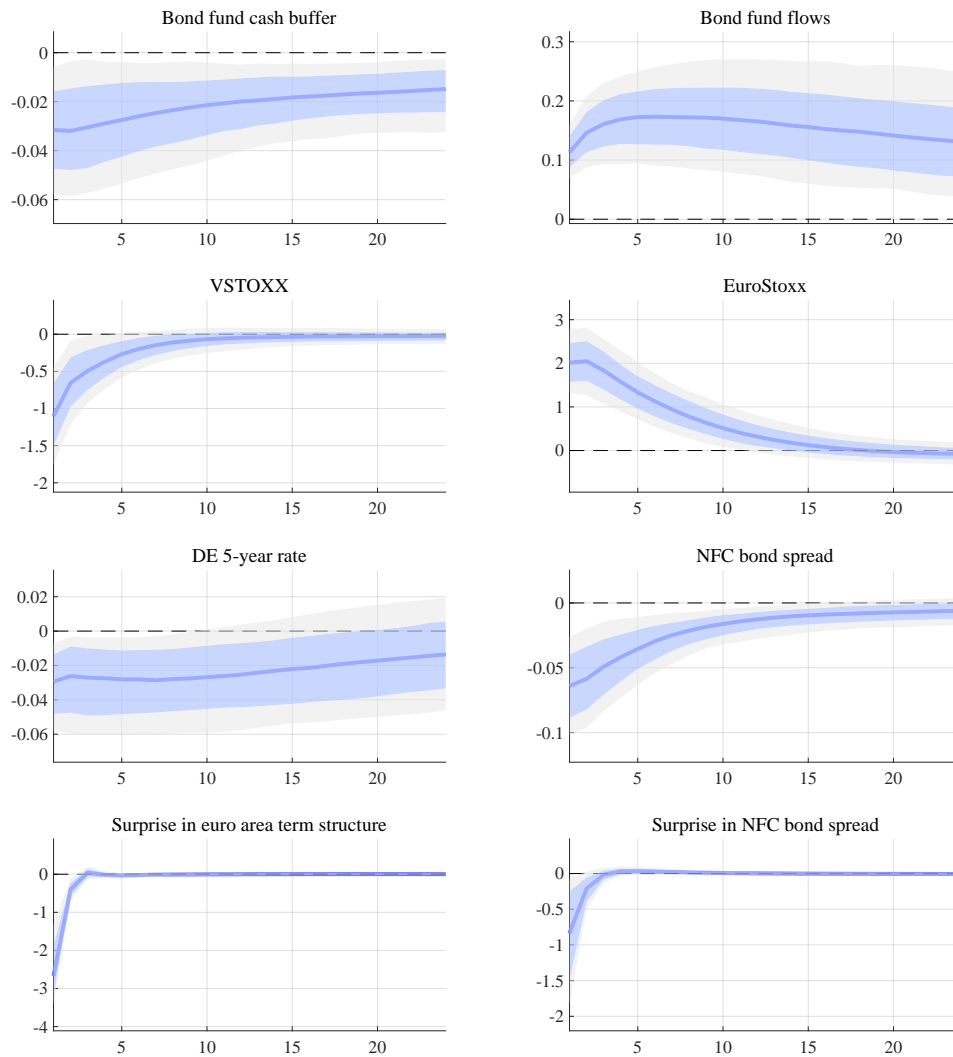 Bond fund cash buffer
0
-0.02
-0.04
-0.06
5 10 15 20
Bond fund flows
0.3
0.2
0.1
0
5 10 15 20
VSTOXX
0
-0.5
-1
-1.5
-2
5 10 15 20
EuroStoxx
3
2
1
0
5 10 15 20
DE 5-year rate
0.02
0
-0.02
-0.04
-0.06
5 10 15 20
NFC bond spread
0
-0.05
-0.1
5 10 15 20
Surprise in euro area term structure
0
-1
-2
-3
-4
5 10 15 20
Surprise in NFC bond spread
0
-0.5
-1
-1.5
-2
5 10 15 20